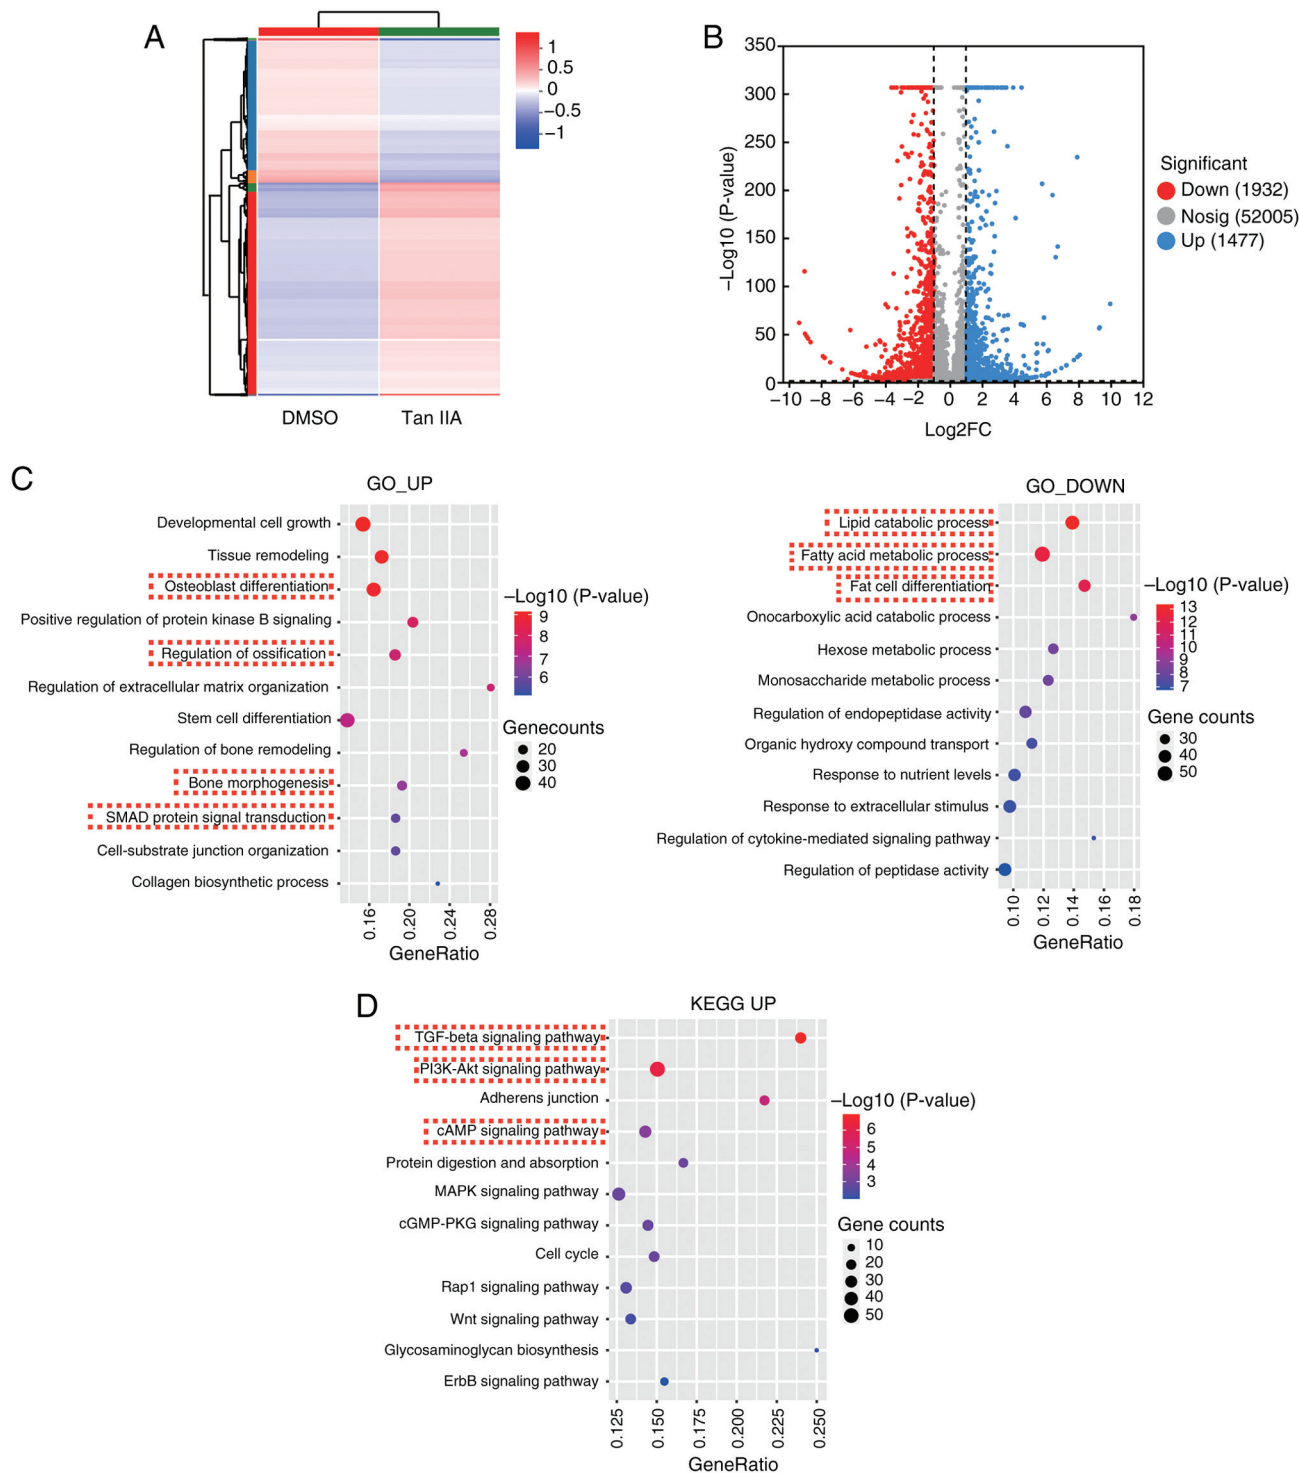 A
1
0.5
0
−0.5
−1
DMSO
Tan IIA
B
350
300
250
200
150
100
50
0
−Log10 (P-value)
−10
−8
−6
−4
−2
0
2
4
6
8
10
12
Log2FC
Significant
Down (1932)
Nosig (52005)
Up (1477)
C
GO_UP
Developmental cell growth
Tissue remodeling
Osteoblast differentiation
Positive regulation of protein kinase B signaling
Regulation of ossification
Regulation of extracellular matrix organization
Stem cell differentiation
Regulation of bone remodeling
Bone morphogenesis
SMAD protein signal transduction
Cell-substrate junction organization
Collagen biosynthetic process
0.16
0.20
0.24
0.28
GeneRatio
−Log10 (P-value)
9
8
7
6
Genecounts
20
30
40
GO_DOWN
Lipid catabolic process
Fatty acid metabolic process
Fat cell differentiation
Onocarboxylic acid catabolic process
Hexose metabolic process
Monosaccharide metabolic process
Regulation of endopeptidase activity
Organic hydroxy compound transport
Response to nutrient levels
Response to extracellular stimulus
Regulation of cytokine-mediated signaling pathway
Regulation of peptidase activity
0.10
0.12
0.14
0.16
0.18
GeneRatio
−Log10 (P-value)
13
11
10
9
8
7
Gene counts
30
40
50
D
KEGG UP
TGF-beta signaling pathway
PI3K-Akt signaling pathway
Adherens junction
cAMP signaling pathway
Protein digestion and absorption
MAPK signaling pathway
cGMP-PKG signaling pathway
Cell cycle
Rap1 signaling pathway
Wnt signaling pathway
Glycosaminoglycan biosynthesis
ErbB signaling pathway
0.125
0.150
0.175
0.200
0.225
0.250
GeneRatio
−Log10 (P-value)
6
5
4
3
Gene counts
10
20
30
40
50